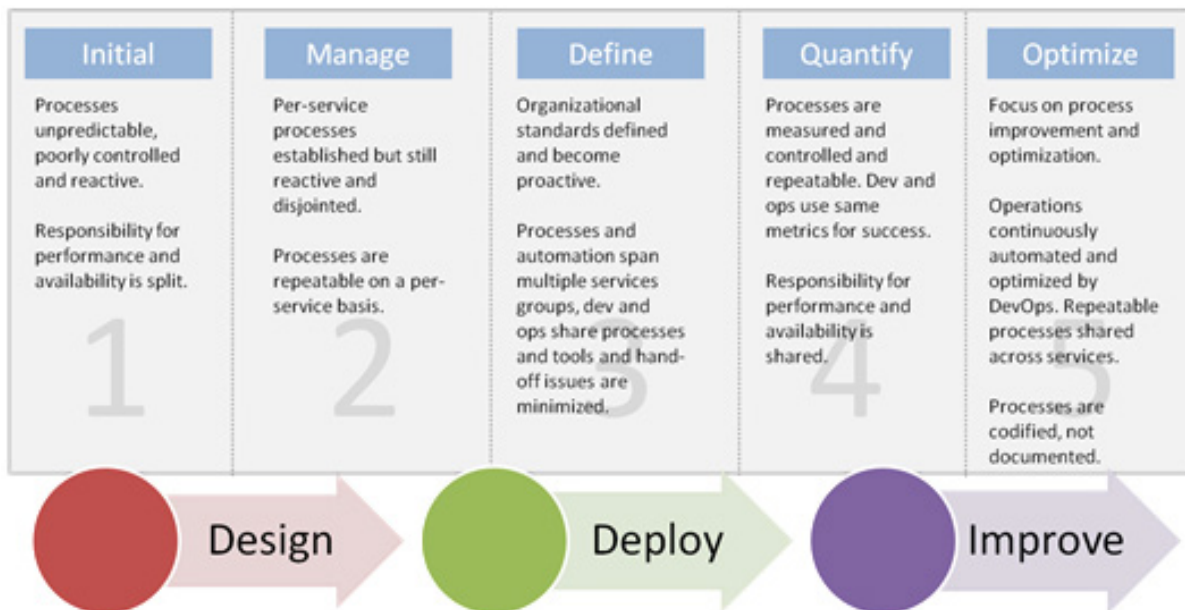 Initial
Processes
unpredictable,
poorly controlled
and reactive.
Responsibility for
performance and
availability is split.
1
Manage
Per-service
processes
established but still
reactive and
disjointed.
Processes are
repeatable on a per-
service basis.
2
Define
Organizational
standards defined
and become
proactive.
Processes and
automation span
multiple services
groups, dev and
ops share processes
and tools and hand-
off issues are
minimized.
3
Quantify
Processes are
measured and
controlled and
repeatable. Dev and
ops use same
metrics for success.
Responsibility for
performance and
availability is
shared.
4
Optimize
Focus on process
improvement and
optimization.
Operations
continuously
automated and
optimized by
DevOps. Repeatable
processes shared
across services.
Processes are
codified, not
documented.
5
Design
Deploy
Improve